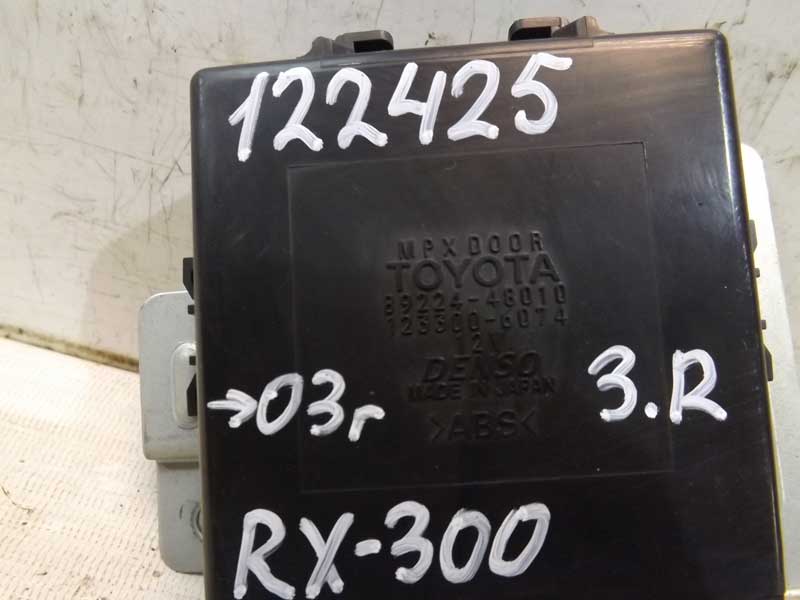 122425
MPX DOOR
TOYOTA
89224-48010
123300-6074
12V
DENSO
MADE IN JAPAN
>ABS<
→03г
3.R
RX-300